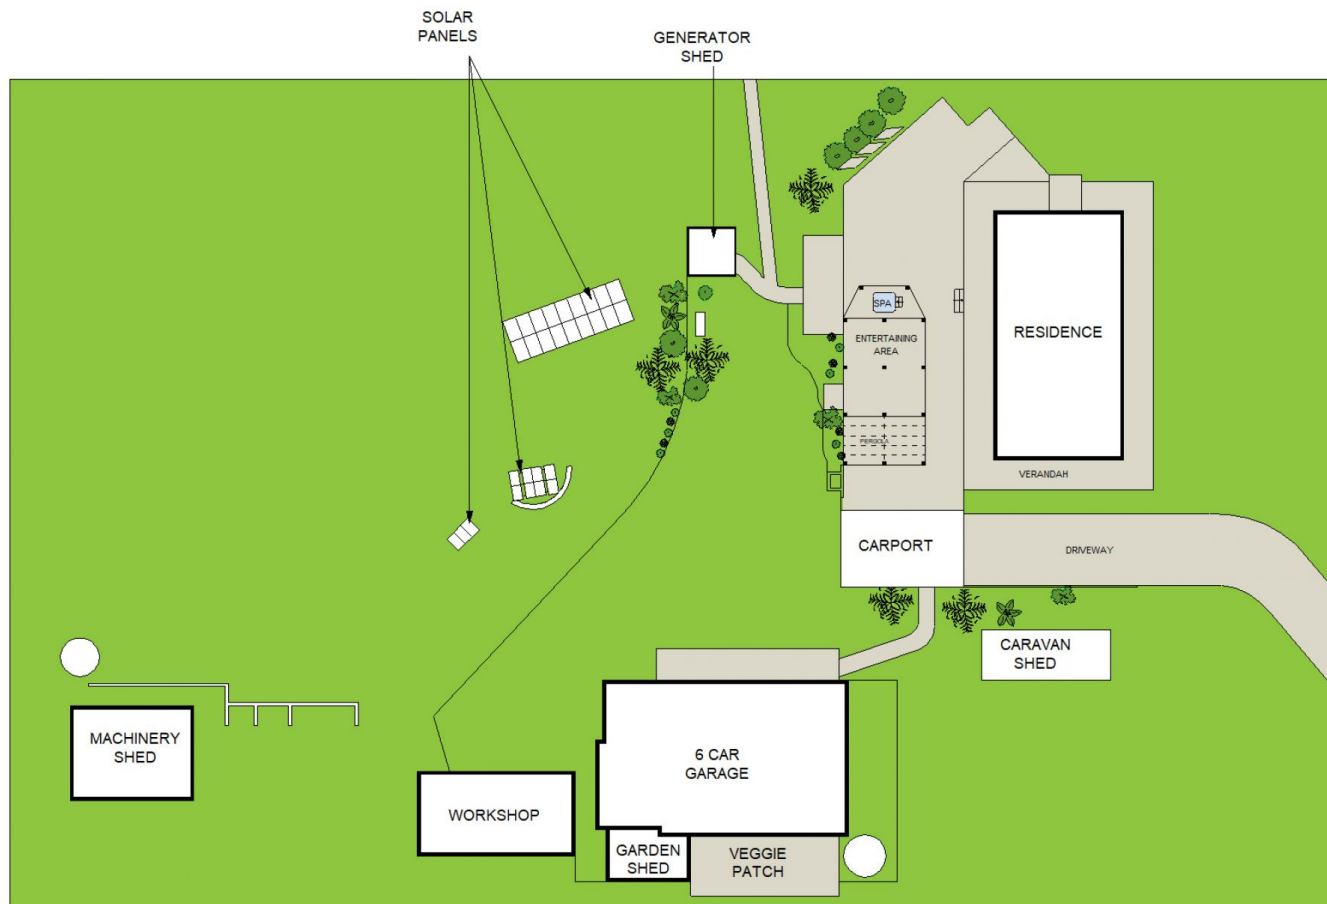 SOLAR
PANELS
GENERATOR
SHED
SPA
ENTERTAINING
AREA
RESIDENCE
PERGOLA
VERANDAH
CARPORT
DRIVEWAY
CARAVAN
SHED
MACHINERY
SHED
6 CAR
GARAGE
WORKSHOP
GARDEN
SHED
VEGGIE
PATCH